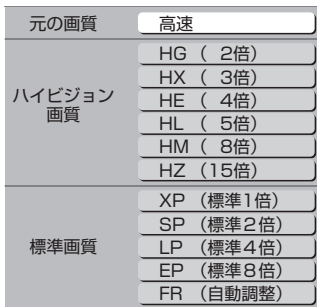 元の画質
高速
ハイビジョン
画質
HG ( 2倍)
HX ( 3倍)
HE ( 4倍)
HL ( 5倍)
HM ( 8倍)
HZ (15倍)
標準画質
XP (標準1倍)
SP (標準2倍)
LP (標準4倍)
EP (標準8倍)
FR (自動調整)